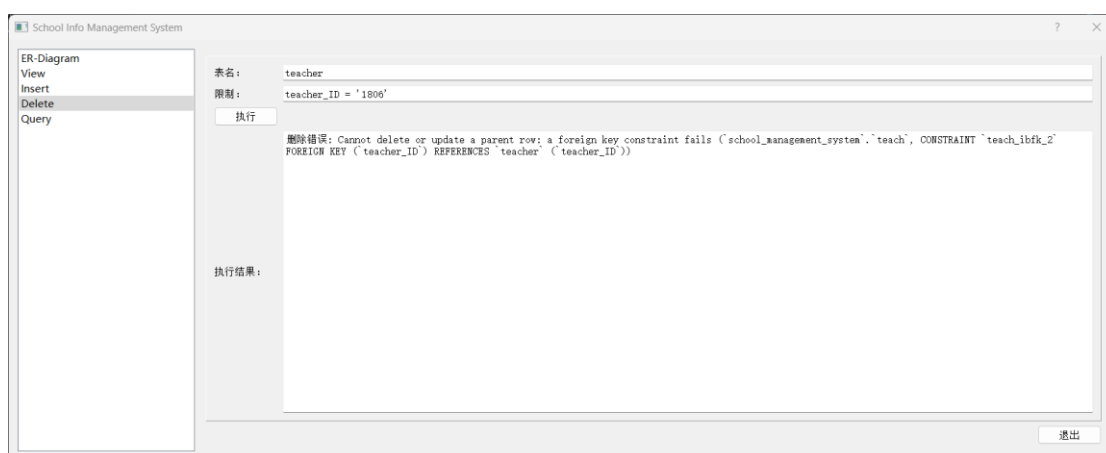 School Info Management System
?
ER-Diagram
View
Insert
Delete
Query
表名：
teacher
限制：
teacher_ID = '1806'
执行
删除错误: Cannot delete or update a parent row: a foreign key constraint fails (`school_management_system`.`teach`, CONSTRAINT `teach_ibfk_2`
FOREIGN KEY (`teacher_ID`) REFERENCES `teacher` (`teacher_ID`))
执行结果：
退出